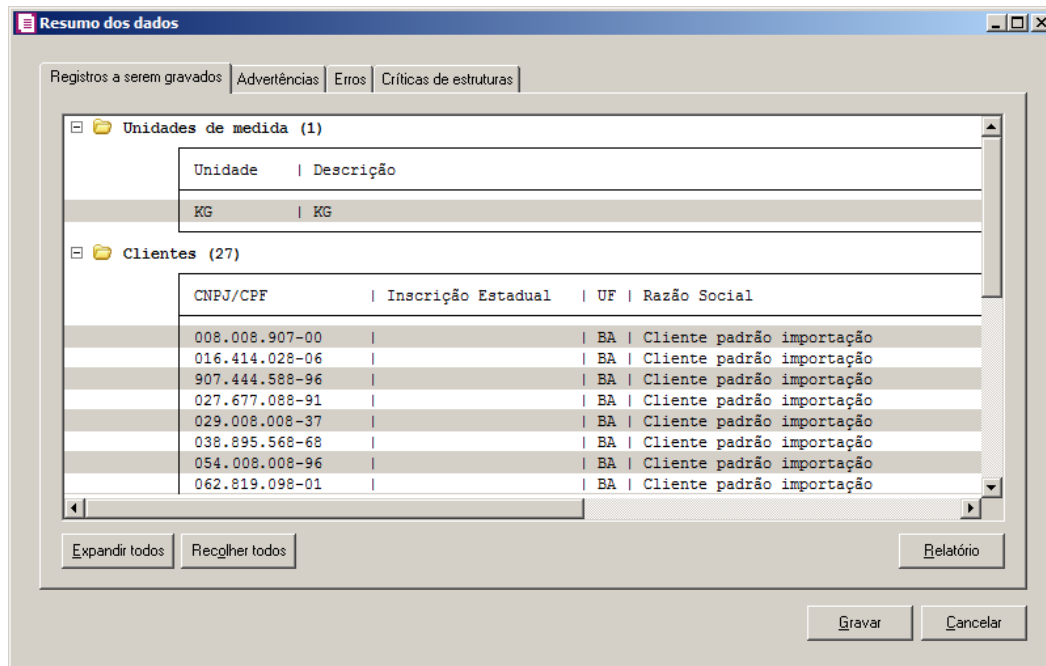 Resumo dos dados
Registros a serem gravados Advertências Erros Críticas de estruturas
Unidades de medida (1)
Unidade | Descrição
KG | KG
Clientes (27)
CNPJ/CPF | Inscrição Estadual | UF | Razão Social
008.008.907-00 | | BA | Cliente padrão importação
016.414.028-06 | | BA | Cliente padrão importação
907.444.588-96 | | BA | Cliente padrão importação
027.677.088-91 | | BA | Cliente padrão importação
029.008.008-37 | | BA | Cliente padrão importação
038.895.568-68 | | BA | Cliente padrão importação
054.008.008-96 | | BA | Cliente padrão importação
062.819.098-01 | | BA | Cliente padrão importação
Expandir todos Recolher todos Relatório
Gravar Cancelar